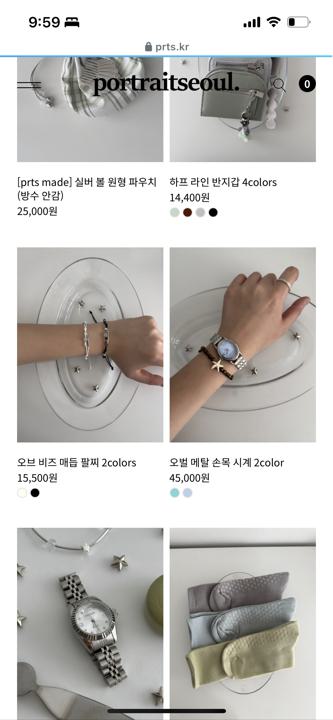 9:59
prts.kr
portraitseoul.
0
[prts made] 실버 볼 원형 파우치
(방수 안감)
25,000원
하프 라인 반지갑 4colors
14,400원
오브 비즈 매듭 팔찌 2colors
15,500원
오벌 메탈 손목 시계 2color
45,000원